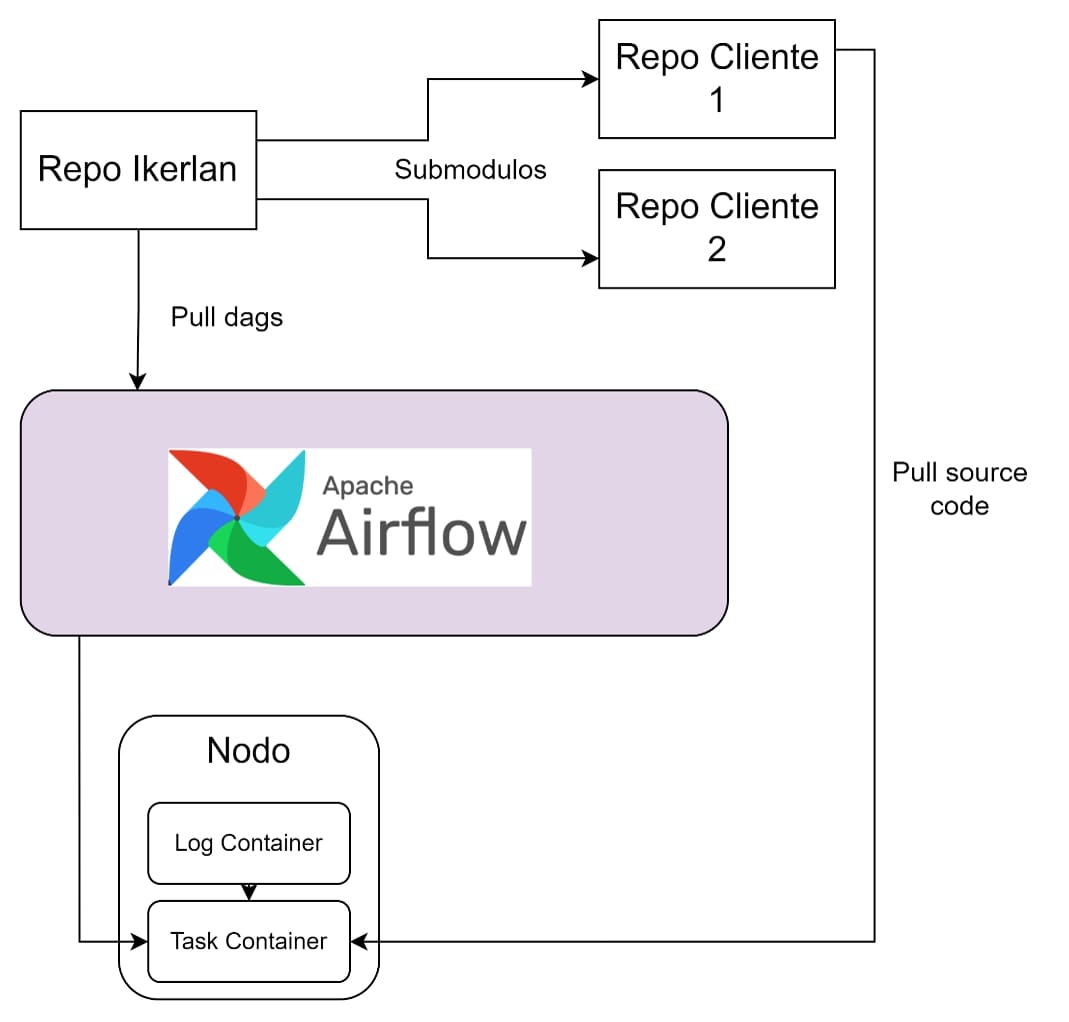 Repo Cliente
1
Repo Ikerlan
Submodulos
Repo Cliente
2
Pull dags
Apache
Airflow
Pull source
code
Nodo
Log Container
Task Container